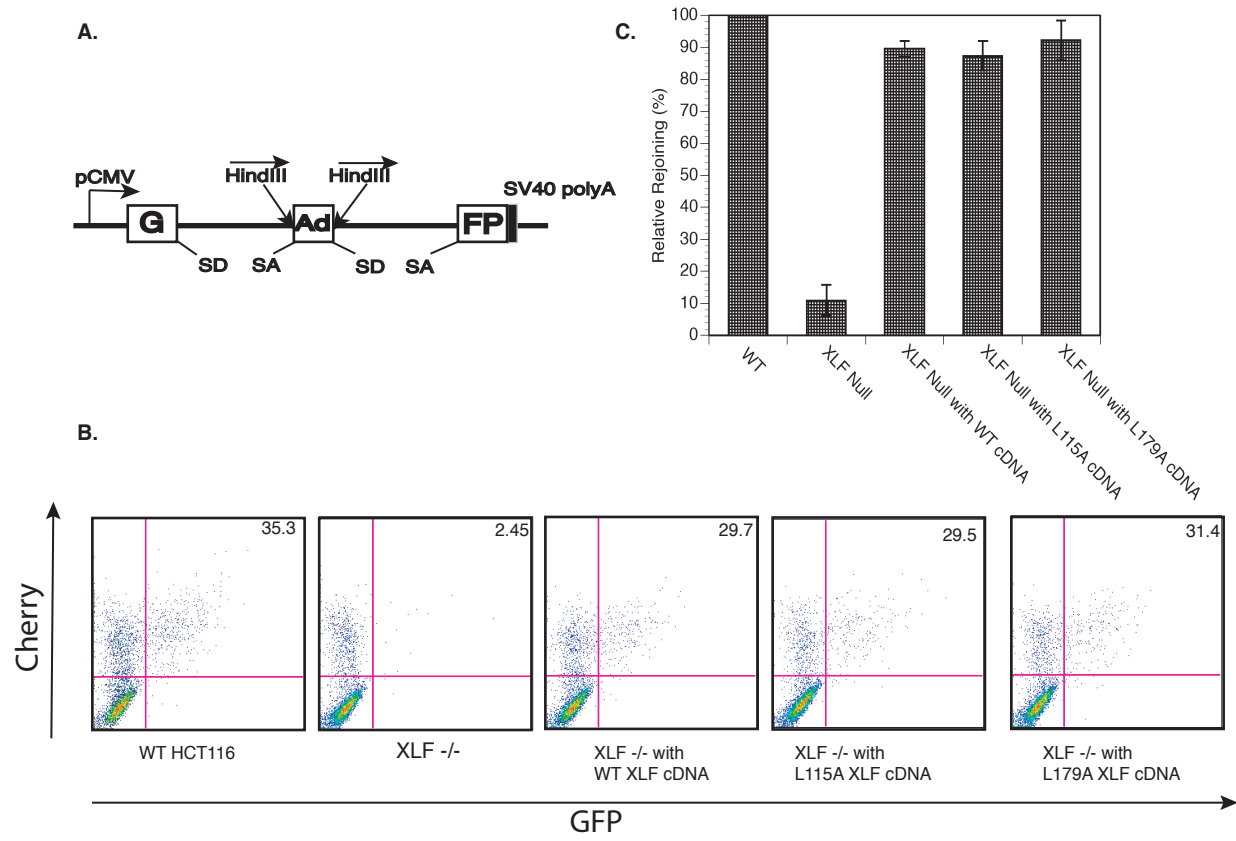 A.
pCMV
HindIII
HindIII
SV40 polyA
G
Ad
FP
SD
SA
SD
SA
C.
Relative Rejoining (%)
100
90
80
70
60
50
40
30
20
10
0
WT
XLF Null
XLF Null with WT cDNA
XLF Null with L115A cDNA
XLF Null with L179A cDNA
B.
Cherry
35.3
2.45
29.7
29.5
31.4
WT HCT116
XLF -/-
XLF -/- with
WT XLF cDNA
XLF -/- with
L115A XLF cDNA
XLF -/- with
L179A XLF cDNA
GFP